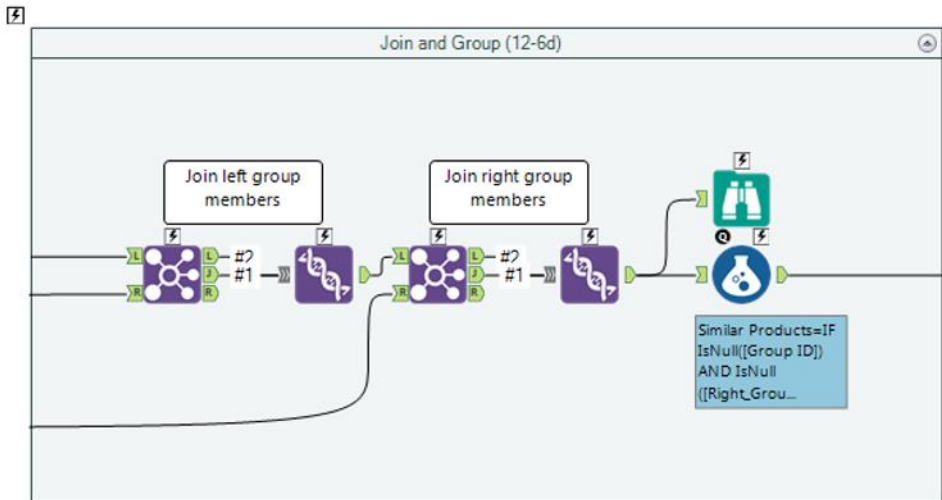 Join and Group (12-6d)
Join left group
members
Join right group
members
L
R
L
J
R
#2
#1
L
R
L
J
R
#2
#1
Q
Similar Products=IF
IsNull([Group ID])
AND IsNull
([Right_Grou...